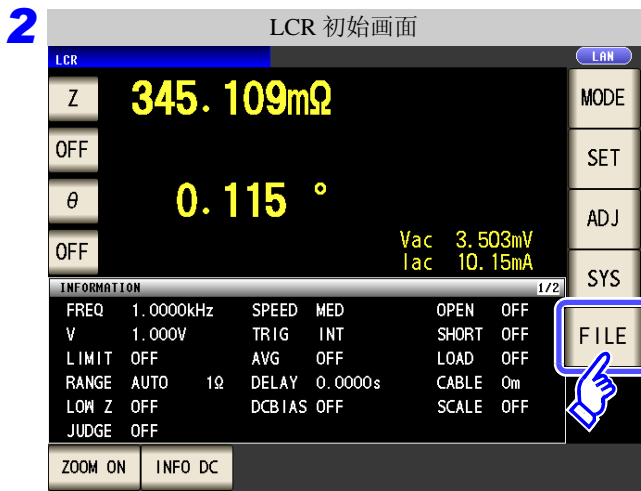 2
LCR 初始画面
LCR
LAN
Z 345.109mΩ
OFF
θ 0.115 °
OFF
Vac 3.503mV
Iac 10.15mA
MODE
SET
ADJ
SYS
FILE
INFORMATION 1/2
FREQ 1.0000kHz SPEED MED OPEN OFF
V 1.000V TRIG INT SHORT OFF
LIMIT OFF AVG OFF LOAD OFF
RANGE AUTO 1Ω DELAY 0.0000s CABLE 0m
LOW Z OFF DCBIAS OFF SCALE OFF
JUDGE OFF
ZOOM ON INFO DC